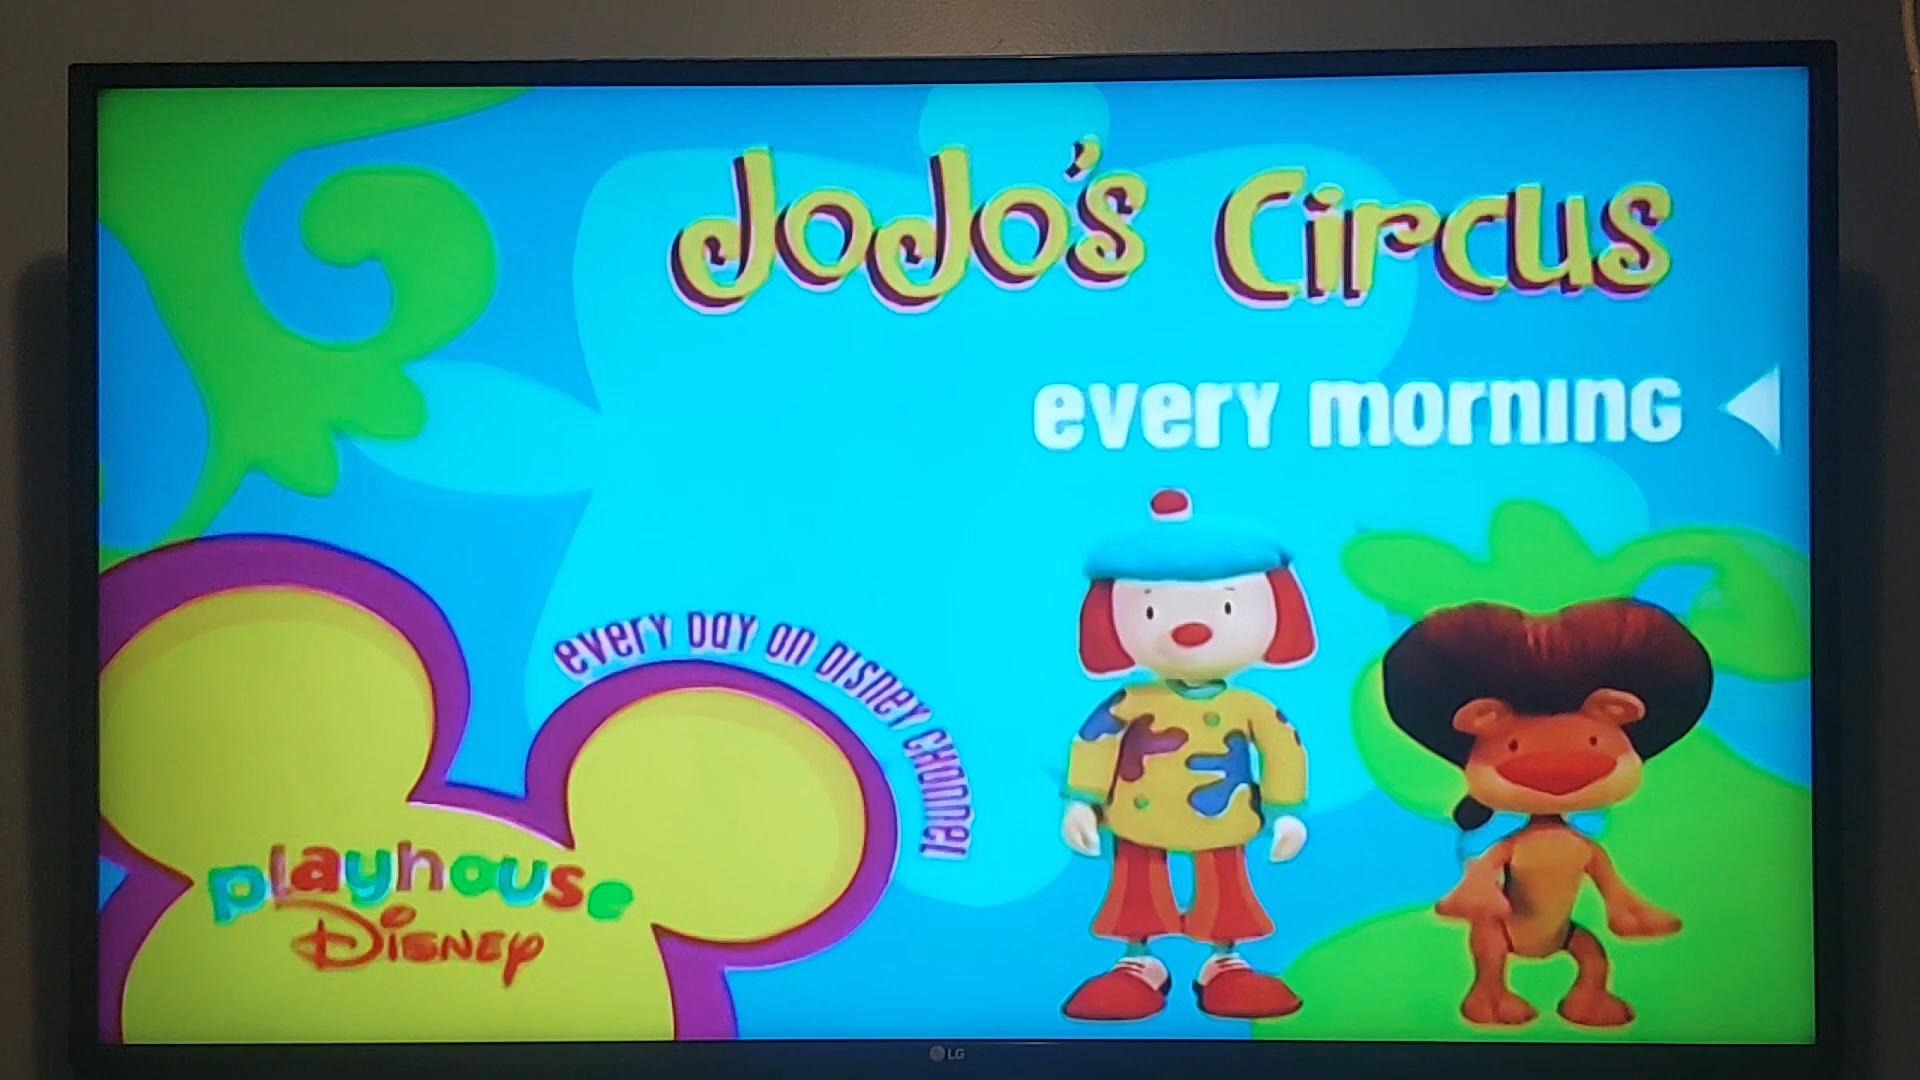 JoJo's Circus
every morning
every day on Disney Channel
playhouse
Disney
LG